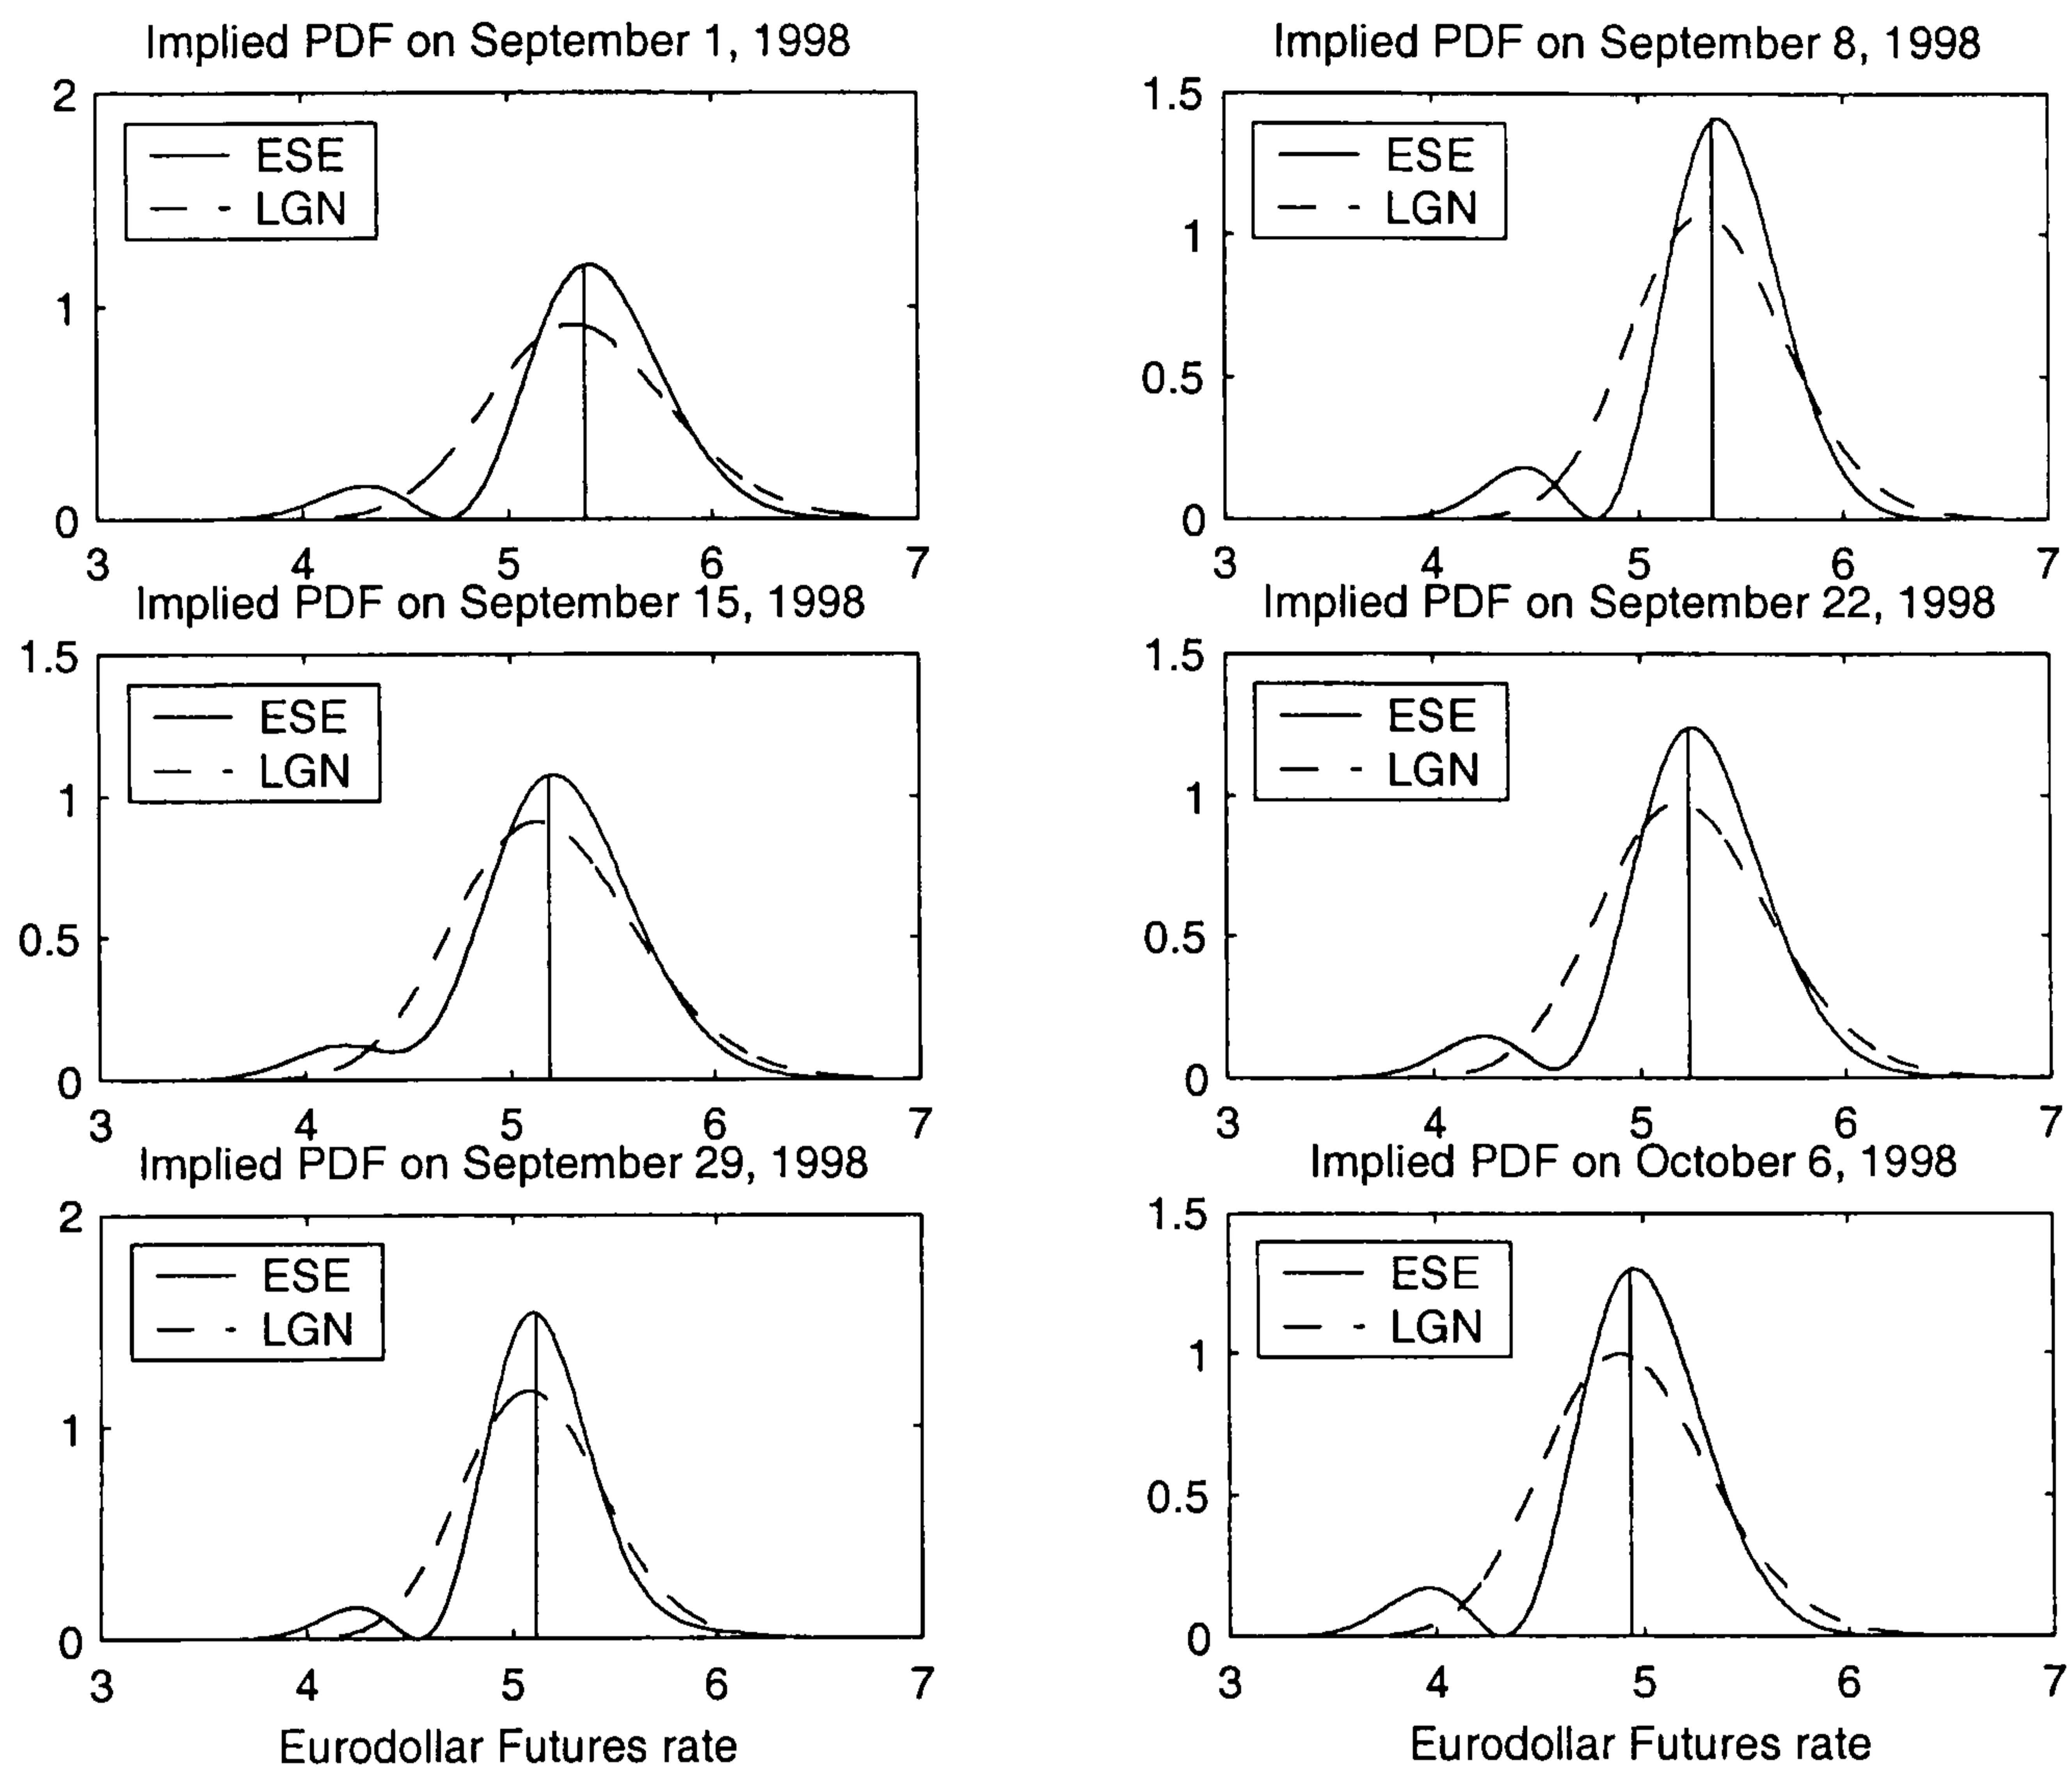 Implied PDF on September 1, 1998
2
1
0
ESE
LGN
3 4 5 6 7
Implied PDF on September 8, 1998
1.5
1
0.5
0
ESE
LGN
3 4 5 6 7
Implied PDF on September 15, 1998
1.5
1
0.5
0
ESE
LGN
3 4 5 6 7
Implied PDF on September 22, 1998
1.5
1
0.5
0
ESE
LGN
3 4 5 6 7
Implied PDF on September 29, 1998
2
1
0
ESE
LGN
3 4 5 6 7
Eurodollar Futures rate
Implied PDF on October 6, 1998
1.5
1
0.5
0
ESE
LGN
3 4 5 6 7
Eurodollar Futures rate